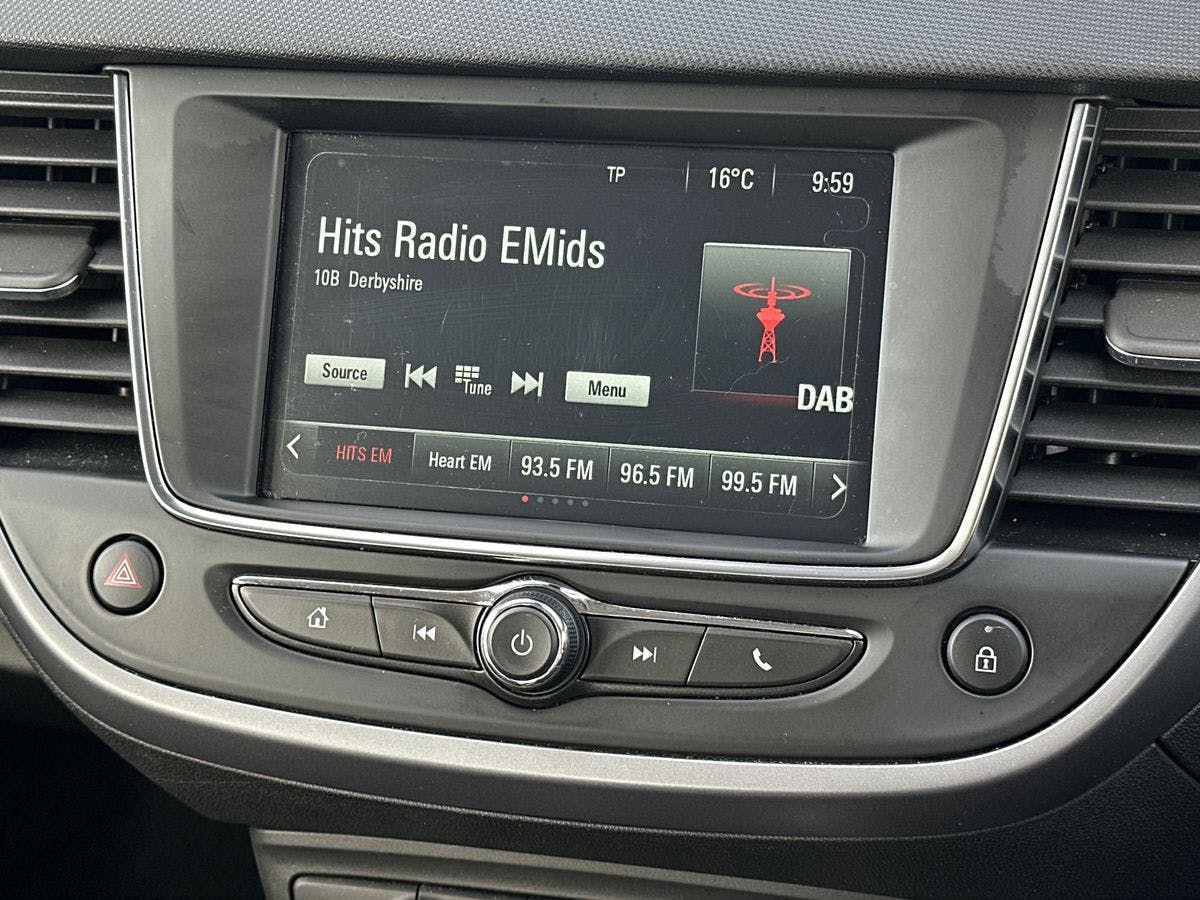 TP 16°C 9:59
Hits Radio EMids
10B Derbyshire
Source Tune Menu
DAB
HITS EM Heart EM 93.5 FM 96.5 FM 99.5 FM